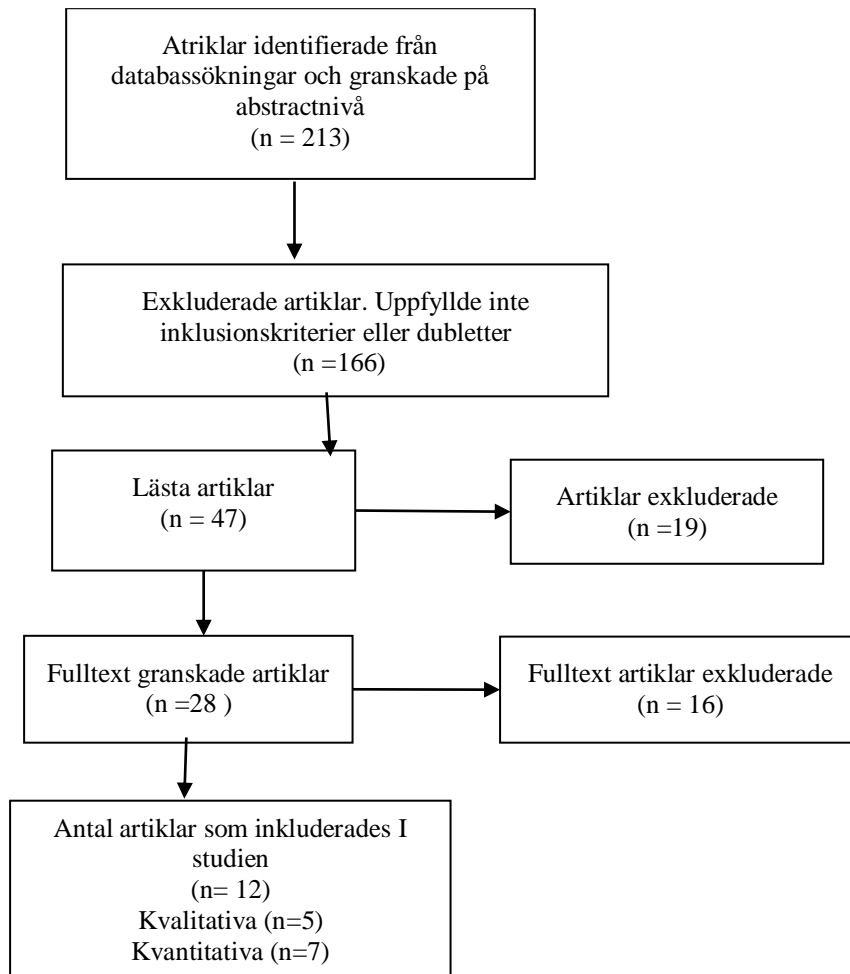 Atriklar identifierade från
databassökningar och granskade på
abstractnivå
(n = 213)
Exkluderade artiklar. Uppfyllde inte
inklusionskriterier eller dubletter
(n =166)
Lästa artiklar
(n = 47)
Artiklar exkluderade
(n =19)
Fulltext granskade artiklar
(n =28 )
Fulltext artiklar exkluderade
(n = 16)
Antal artiklar som inkluderades I
studien
(n= 12)
Kvalitativa (n=5)
Kvantitativa (n=7)